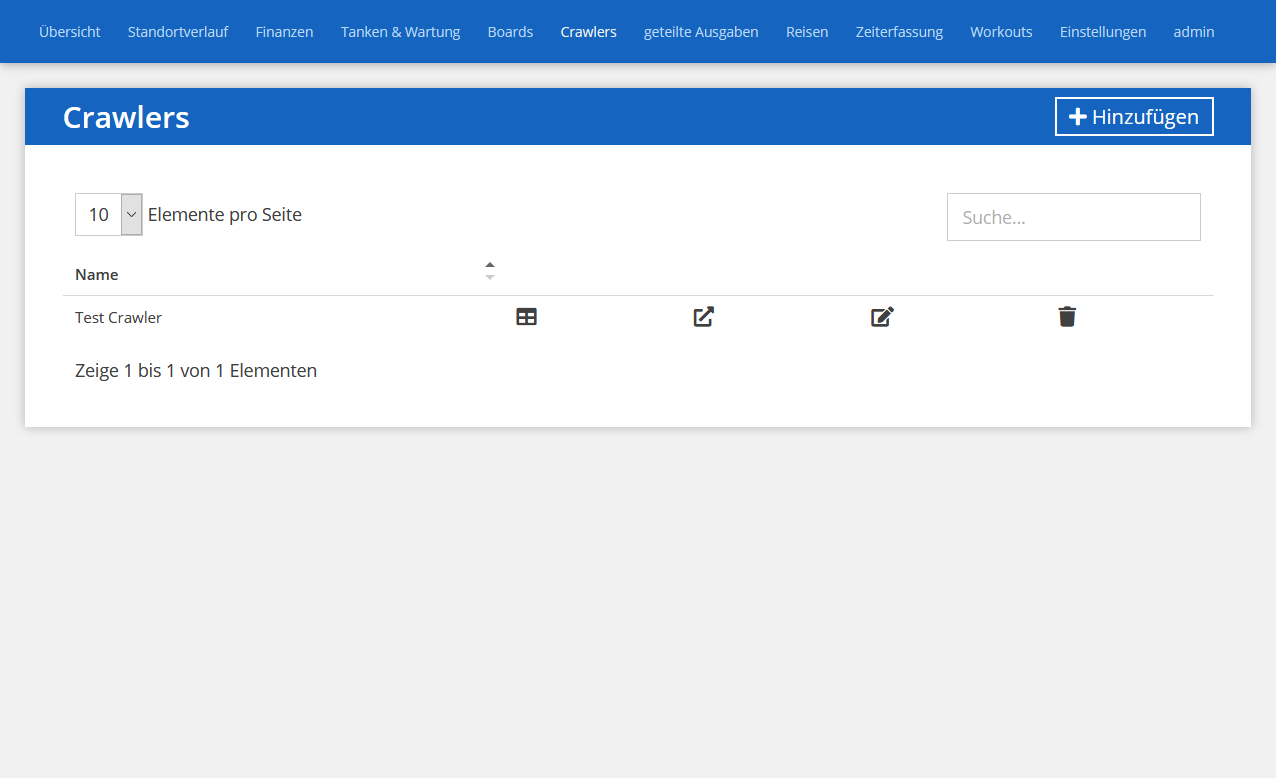 Übersicht Standortverlauf Finanzen Tanken & Wartung Boards Crawlers geteilte Ausgaben Reisen Zeiterfassung Workouts Einstellungen admin
Crawlers Hinzufügen
10 Elemente pro Seite Suche...
Name
Test Crawler
Zeige 1 bis 1 von 1 Elementen